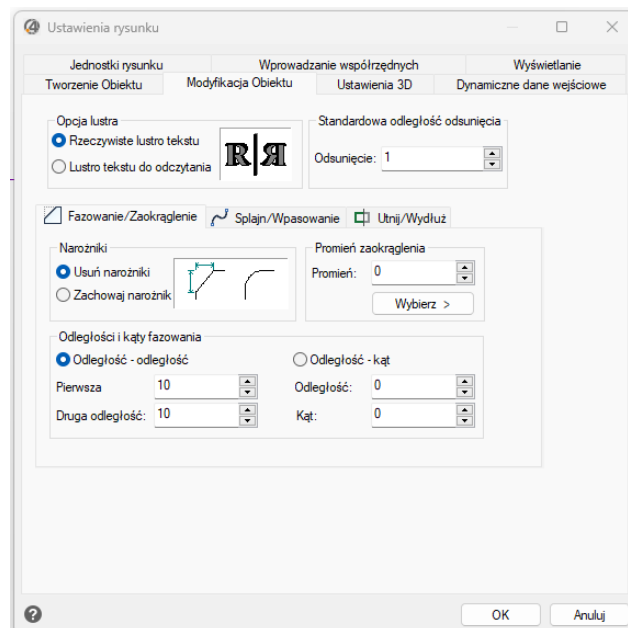 Ustawienia rysunku
Jednostki rysunku
Wprowadzanie współrzędnych
Wyświetlanie
Tworzenie Obiektu
Modyfikacja Obiektu
Ustawienia 3D
Dynamiczne dane wejściowe
Opcja lustra
Rzeczywiste lustro tekstu
Lustro tekstu do odczytania
R|Я
Standardowa odległość odsunięcia
Odsunięcie: 1
Fazowanie/Zaokrąglenie
Splajn/Wpasowanie
Utnij/Wydłuż
Narożniki
Usuń narożniki
Zachowaj narożnik
Promień zaokrąglenia
Promień: 0
Wybierz >
Odległości i kąty fazowania
Odległość - odległość
Odległość - kąt
Pierwsza 10
Odległość: 0
Druga odległość: 10
Kąt: 0
?
OK
Anuluj